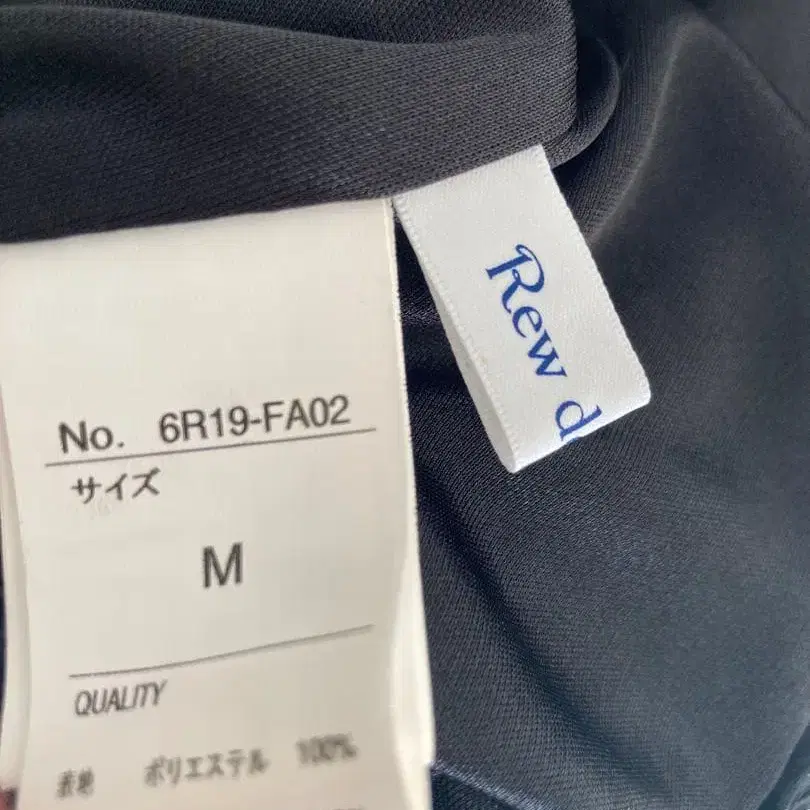 Rew d
No. 6R19-FA02
サイズ
M
QUALITY
表地 ポリエステル 100%